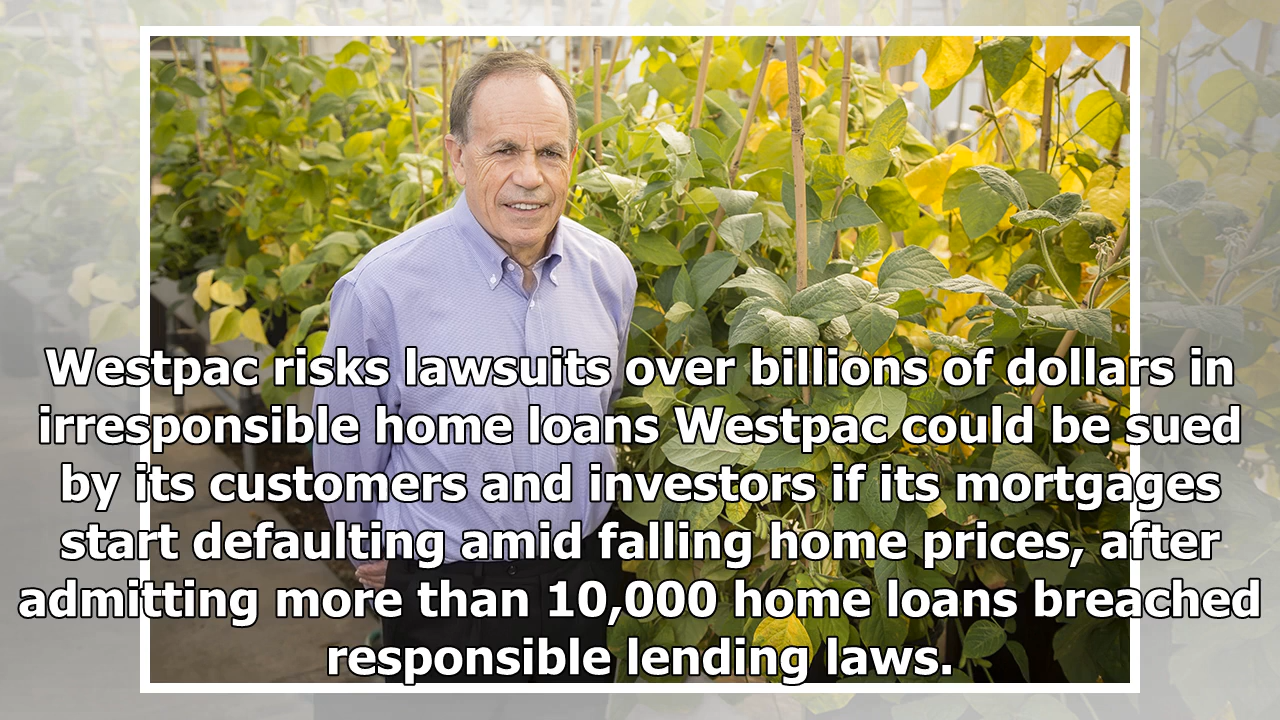 Westpac risks lawsuits over billions of dollars in
irresponsible home loans Westpac could be sued
by its customers and investors if its mortgages
start defaulting amid falling home prices, after
admitting more than 10,000 home loans breached
responsible lending laws.